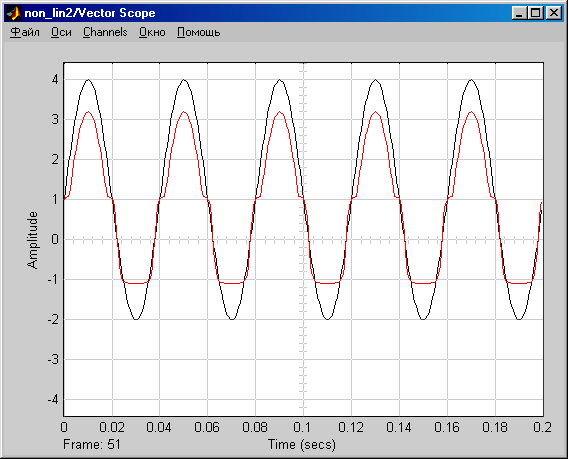 non_lin2/Vector Scope
Файл Оси Channels Окно Помощь
4
3
2
1
0
-1
-2
-3
-4
Amplitude
0 0.02 0.04 0.06 0.08 0.1 0.12 0.14 0.16 0.18 0.2
Frame: 51 Time (secs)